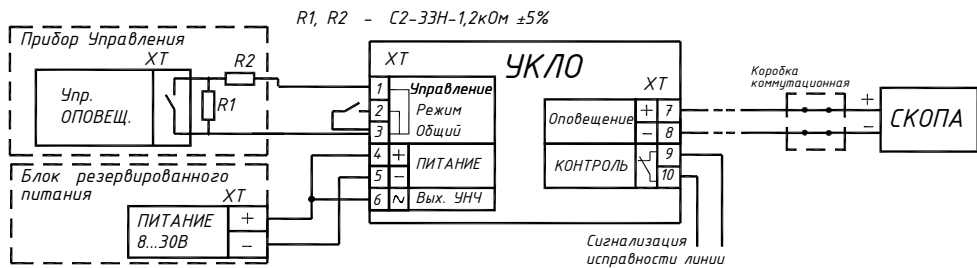 R1, R2 - С2-33Н-1,2кОм ±5%
Прибор Управления
XT
R2
R1
Упр.
ОПОВЕЩ.
Блок резервированного
питания
XT
ПИТАНИЕ
8...30В
+
−
УКЛО
XT
1 Управление
2 Режим
3 Общий
4 + ПИТАНИЕ
5 −
6 ~ Вых. УНЧ
XT
Оповещение + 7
− 8
КОНТРОЛЬ 9
10
Сигнализация
исправности линии
Коробка
коммутационная
+
−
СКОПА